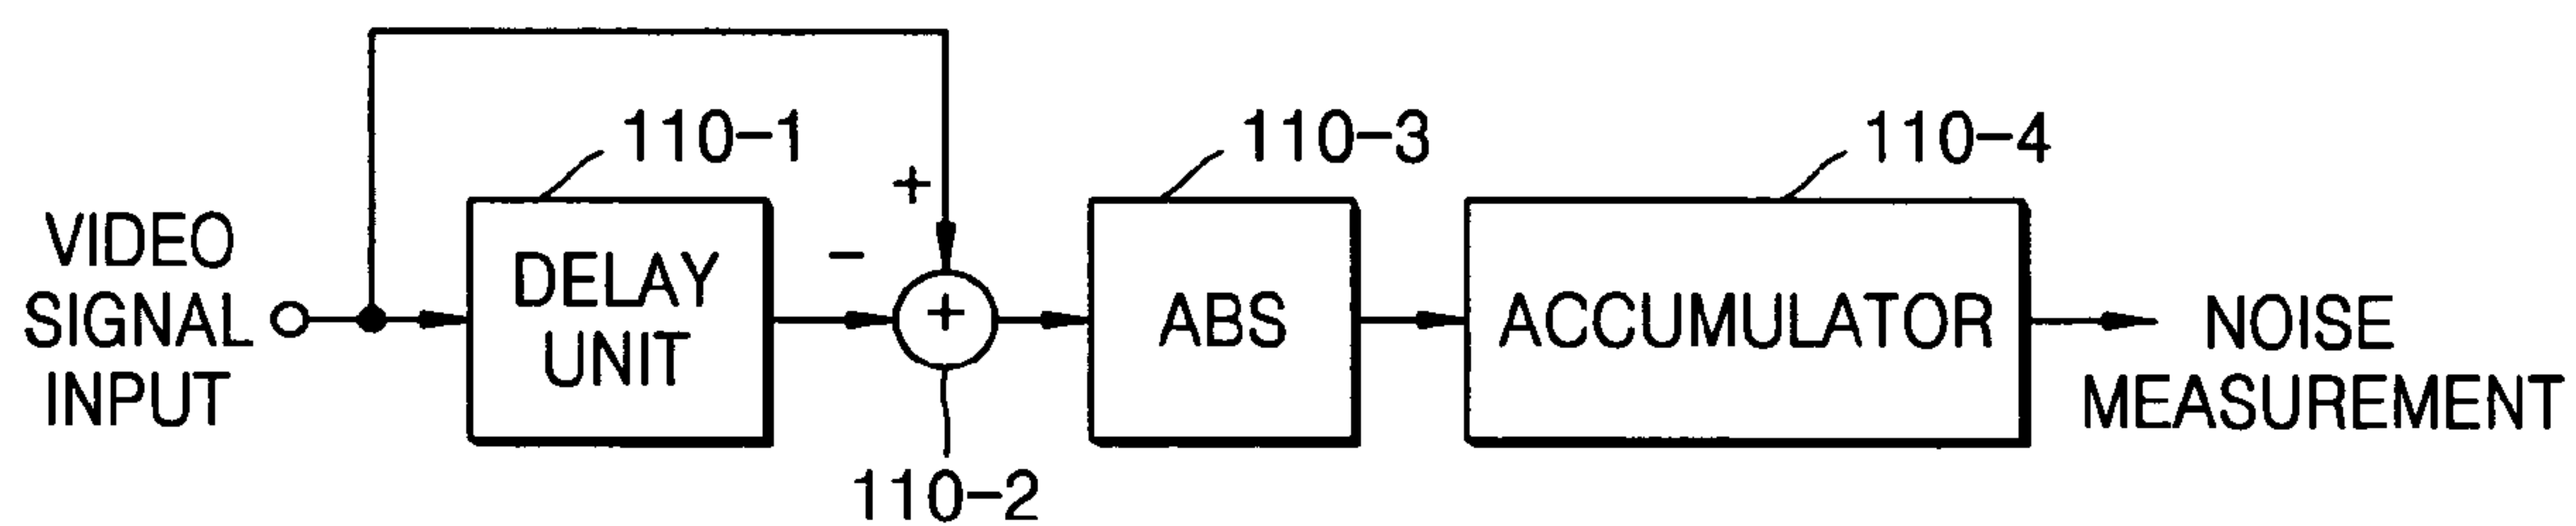 110-1
110-3
110-4
+
−
VIDEO
SIGNAL
INPUT
DELAY
UNIT
+
ABS
ACCUMULATOR
NOISE
MEASUREMENT
110-2